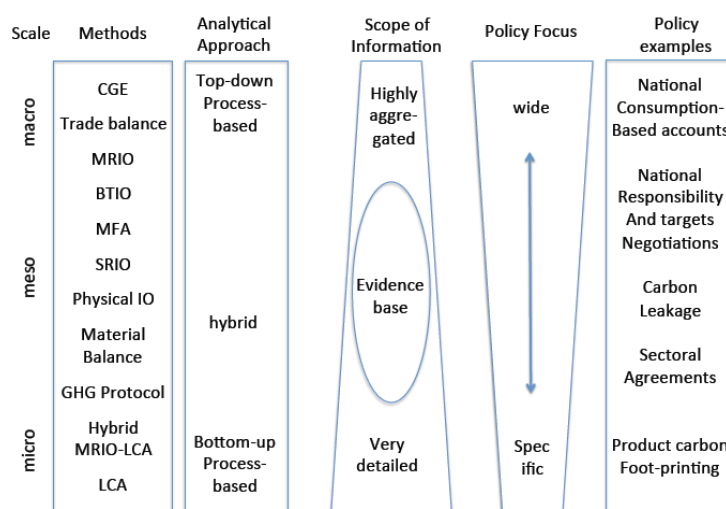 Scale
Methods
Analytical
Approach
Scope of
Information
Policy Focus
Policy
examples
macro
meso
micro
CGE
Trade balance
MRIO
BTIO
MFA
SRIO
Physical IO
Material
Balance
GHG Protocol
Hybrid
MRIO-LCA
LCA
Top-down
Process-
based
hybrid
Bottom-up
Process-
based
Highly
aggre-
gated
Evidence
base
Very
detailed
wide
Spec
ific
National
Consumption-
Based accounts
National
Responsibility
And targets
Negotiations
Carbon
Leakage
Sectoral
Agreements
Product carbon
Foot-printing